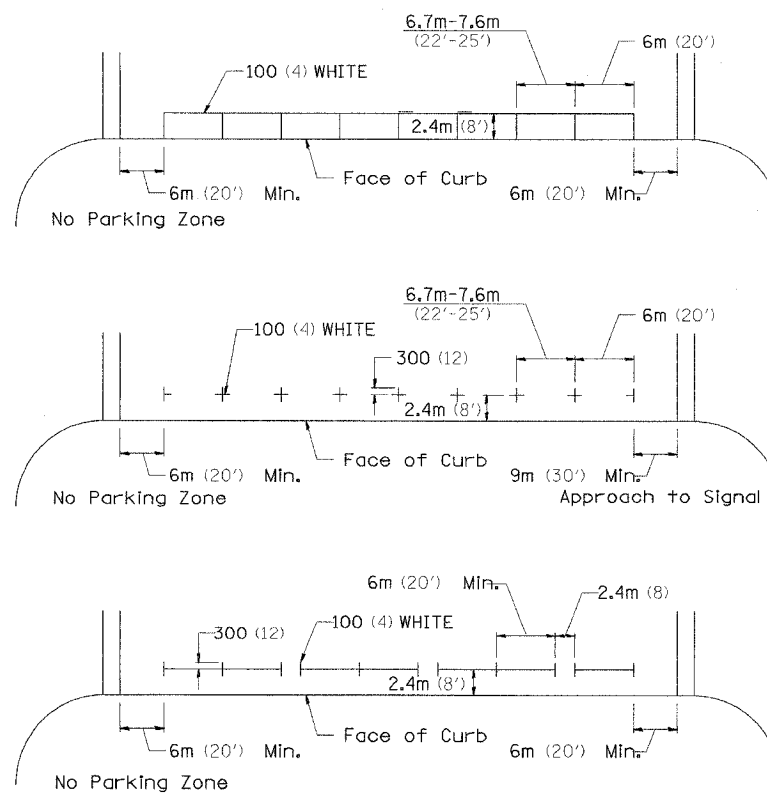 6.7m-7.6m
(22'-25')
6m (20')
100 (4) WHITE
2.4m (8')
Face of Curb
6m (20') Min.
6m (20') Min.
No Parking Zone
6.7m-7.6m
(22'-25')
6m (20')
100 (4) WHITE
300 (12)
2.4m (8')
Face of Curb
6m (20') Min.
9m (30') Min.
No Parking Zone
Approach to Signal
6m (20') Min.
2.4m (8)
300 (12)
100 (4) WHITE
2.4m (8')
Face of Curb
6m (20') Min.
6m (20') Min.
No Parking Zone